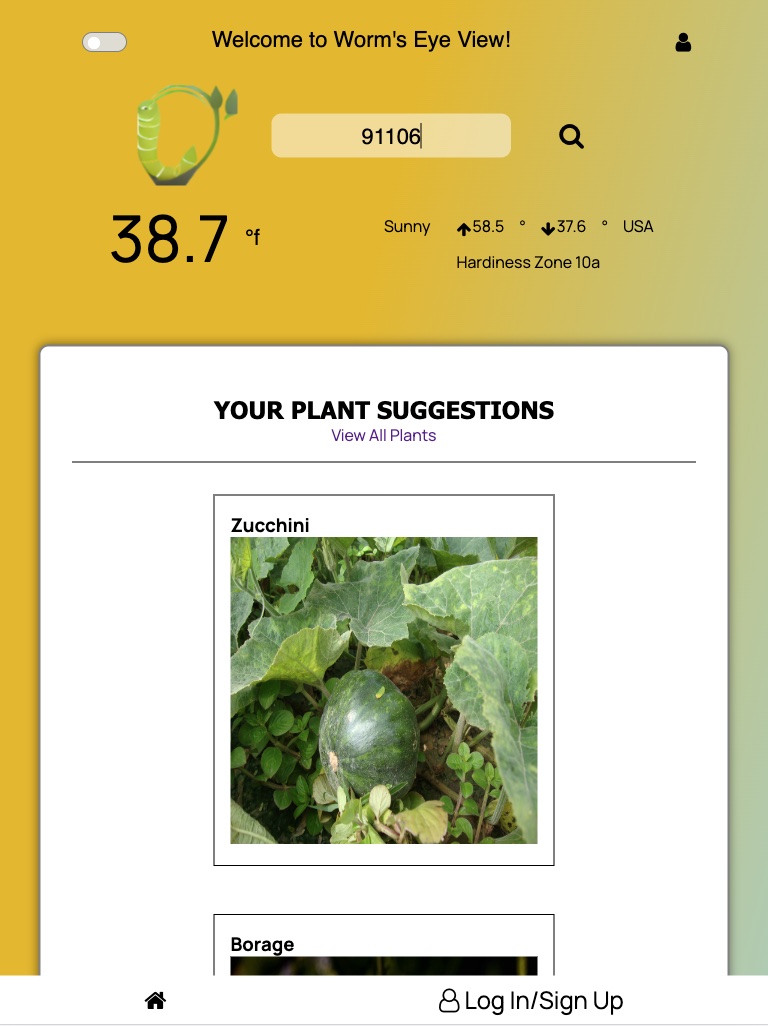 Welcome to Worm's Eye View!
91106
38.7 °f
Sunny 58.5 ° 37.6 ° USA
Hardiness Zone 10a
YOUR PLANT SUGGESTIONS
View All Plants
Zucchini
Borage
Log In/Sign Up